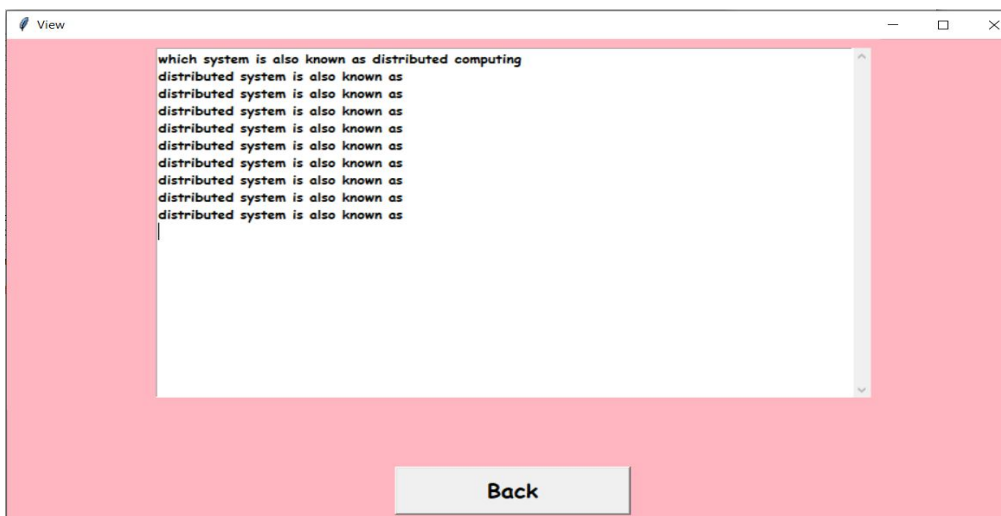 View
which system is also known as distributed computing
distributed system is also known as
distributed system is also known as
distributed system is also known as
distributed system is also known as
distributed system is also known as
distributed system is also known as
distributed system is also known as
distributed system is also known as
distributed system is also known as
Back